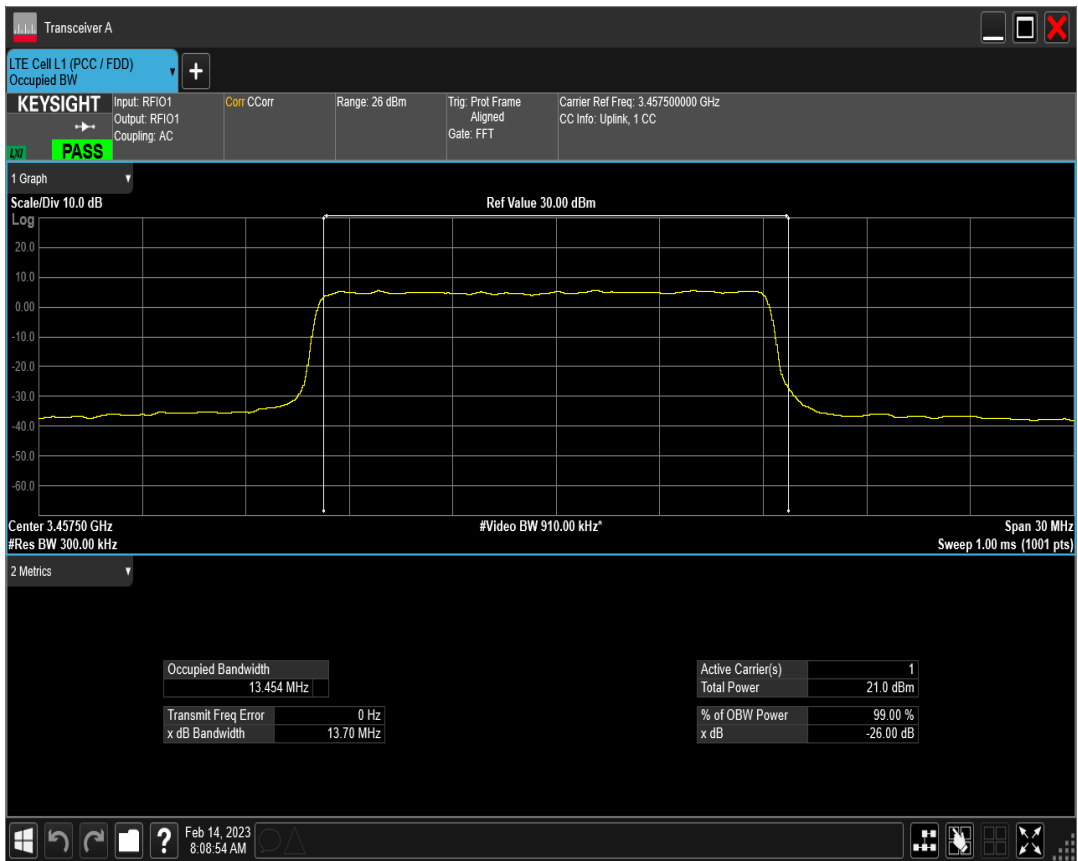 Transceiver A
LTE Cell L1 (PCC / FDD)
Occupied BW
+
KEYSIGHT
LXI
PASS
Input: RFIO1
Output: RFIO1
Coupling: AC
Corr CCorr
Range: 26 dBm
Trig: Prot Frame
Aligned
Gate: FFT
Carrier Ref Freq: 3.457500000 GHz
CC Info: Uplink, 1 CC
1 Graph
Scale/Div 10.0 dB
Ref Value 30.00 dBm
Log
20.0
10.0
0.00
-10.0
-20.0
-30.0
-40.0
-50.0
-60.0
Center 3.45750 GHz
#Video BW 910.00 kHz*
Span 30 MHz
#Res BW 300.00 kHz
Sweep 1.00 ms (1001 pts)
2 Metrics
Occupied Bandwidth
13.454 MHz
Transmit Freq Error 0 Hz
x dB Bandwidth 13.70 MHz
Active Carrier(s) 1
Total Power 21.0 dBm
% of OBW Power 99.00 %
x dB -26.00 dB
?
Feb 14, 2023
8:08:54 AM